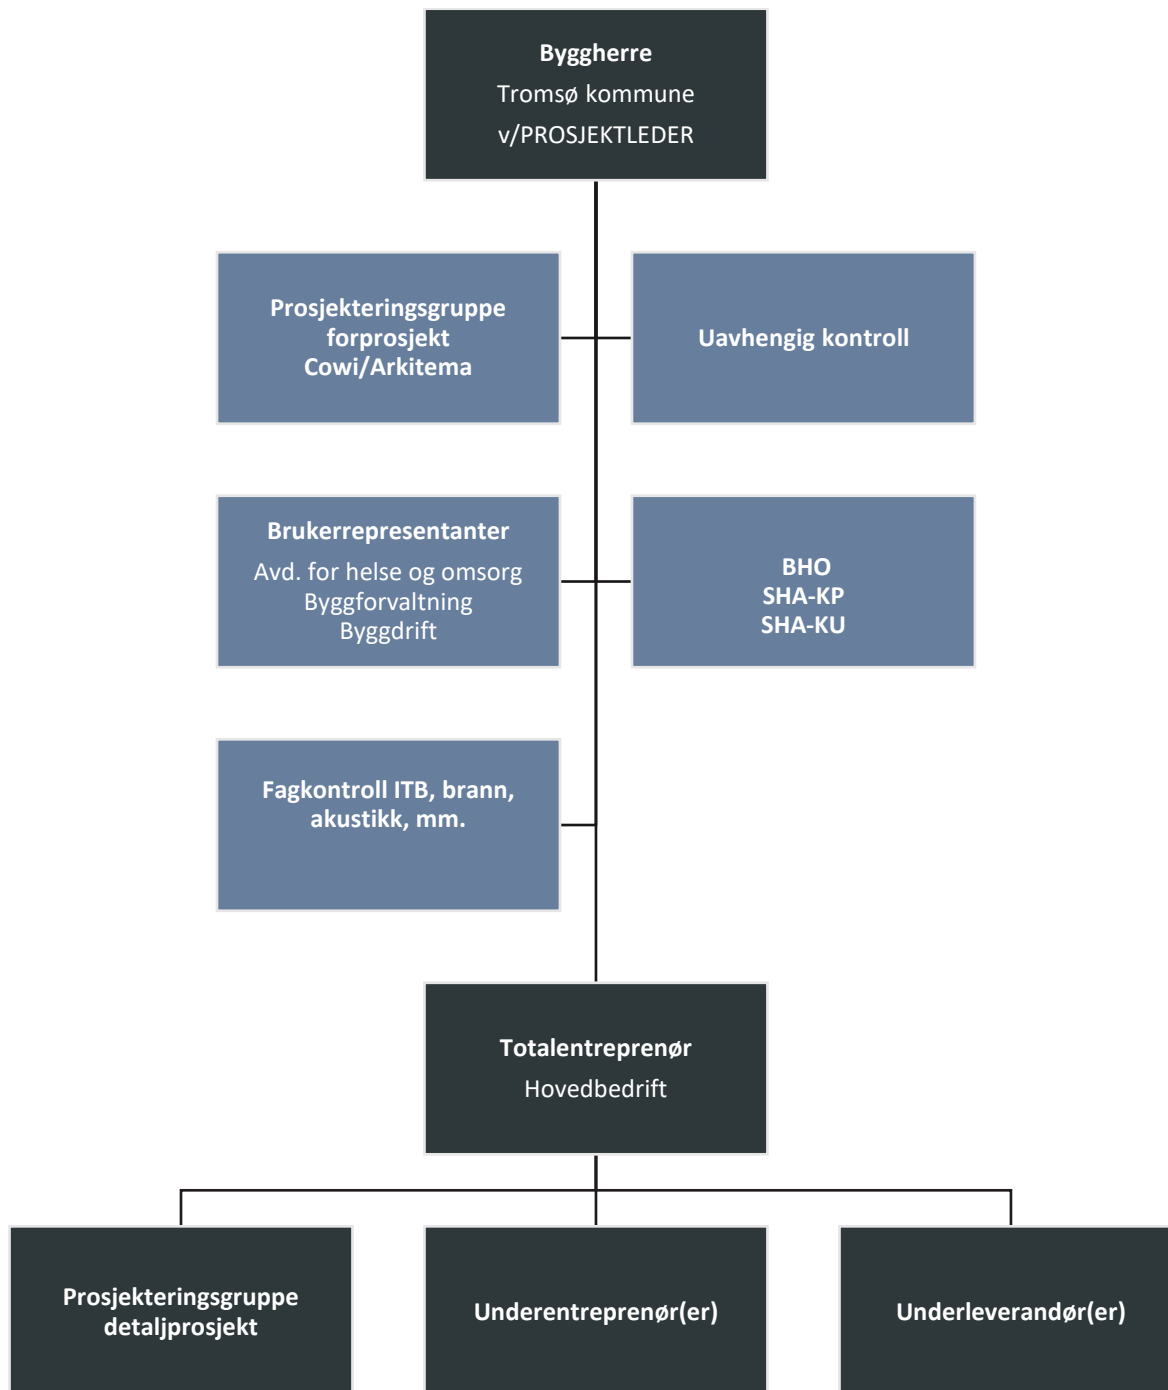 Byggherre
Tromsø kommune
v/PROSJEKTLEDER
Prosjekteringsgruppe
forprosjekt
Cowi/Arkitema
Uavhengig kontroll
Brukerrepresentanter
Avd. for helse og omsorg
Byggforvaltning
Byggdrift
BHO
SHA-KP
SHA-KU
Fagkontroll ITB, brann,
akustikk, mm.
Totalentreprenør
Hovedbedrift
Prosjekteringsgruppe
detaljprosjekt
Underentreprenør(er)
Underleverandør(er)